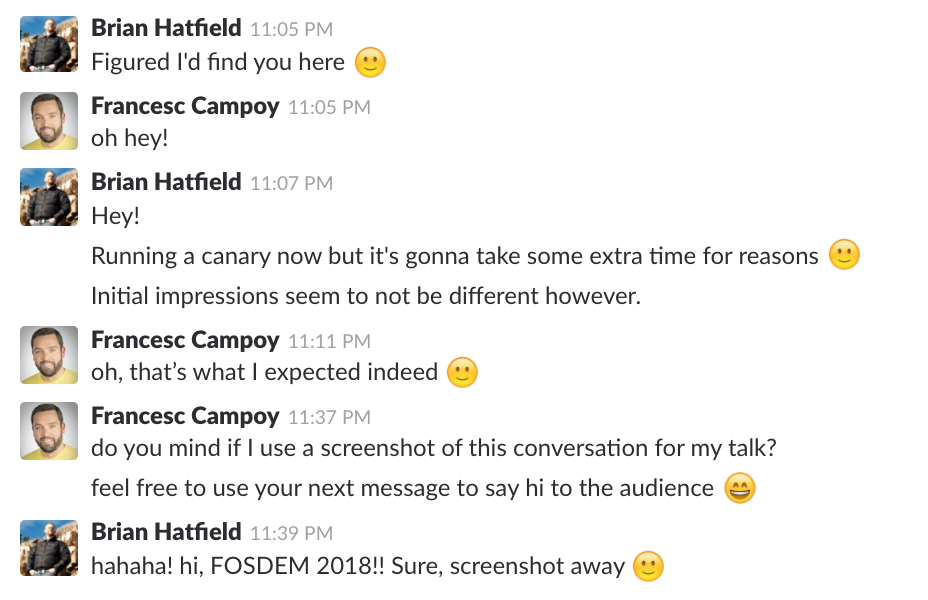 Brian Hatfield 11:05 PM
Figured I'd find you here 🙂
Francesc Campoy 11:05 PM
oh hey!
Brian Hatfield 11:07 PM
Hey!
Running a canary now but it's gonna take some extra time for reasons 🙂
Initial impressions seem to not be different however.
Francesc Campoy 11:11 PM
oh, that’s what I expected indeed 🙂
Francesc Campoy 11:37 PM
do you mind if I use a screenshot of this conversation for my talk?
feel free to use your next message to say hi to the audience 😄
Brian Hatfield 11:39 PM
hahaha! hi, FOSDEM 2018!! Sure, screenshot away 🙂